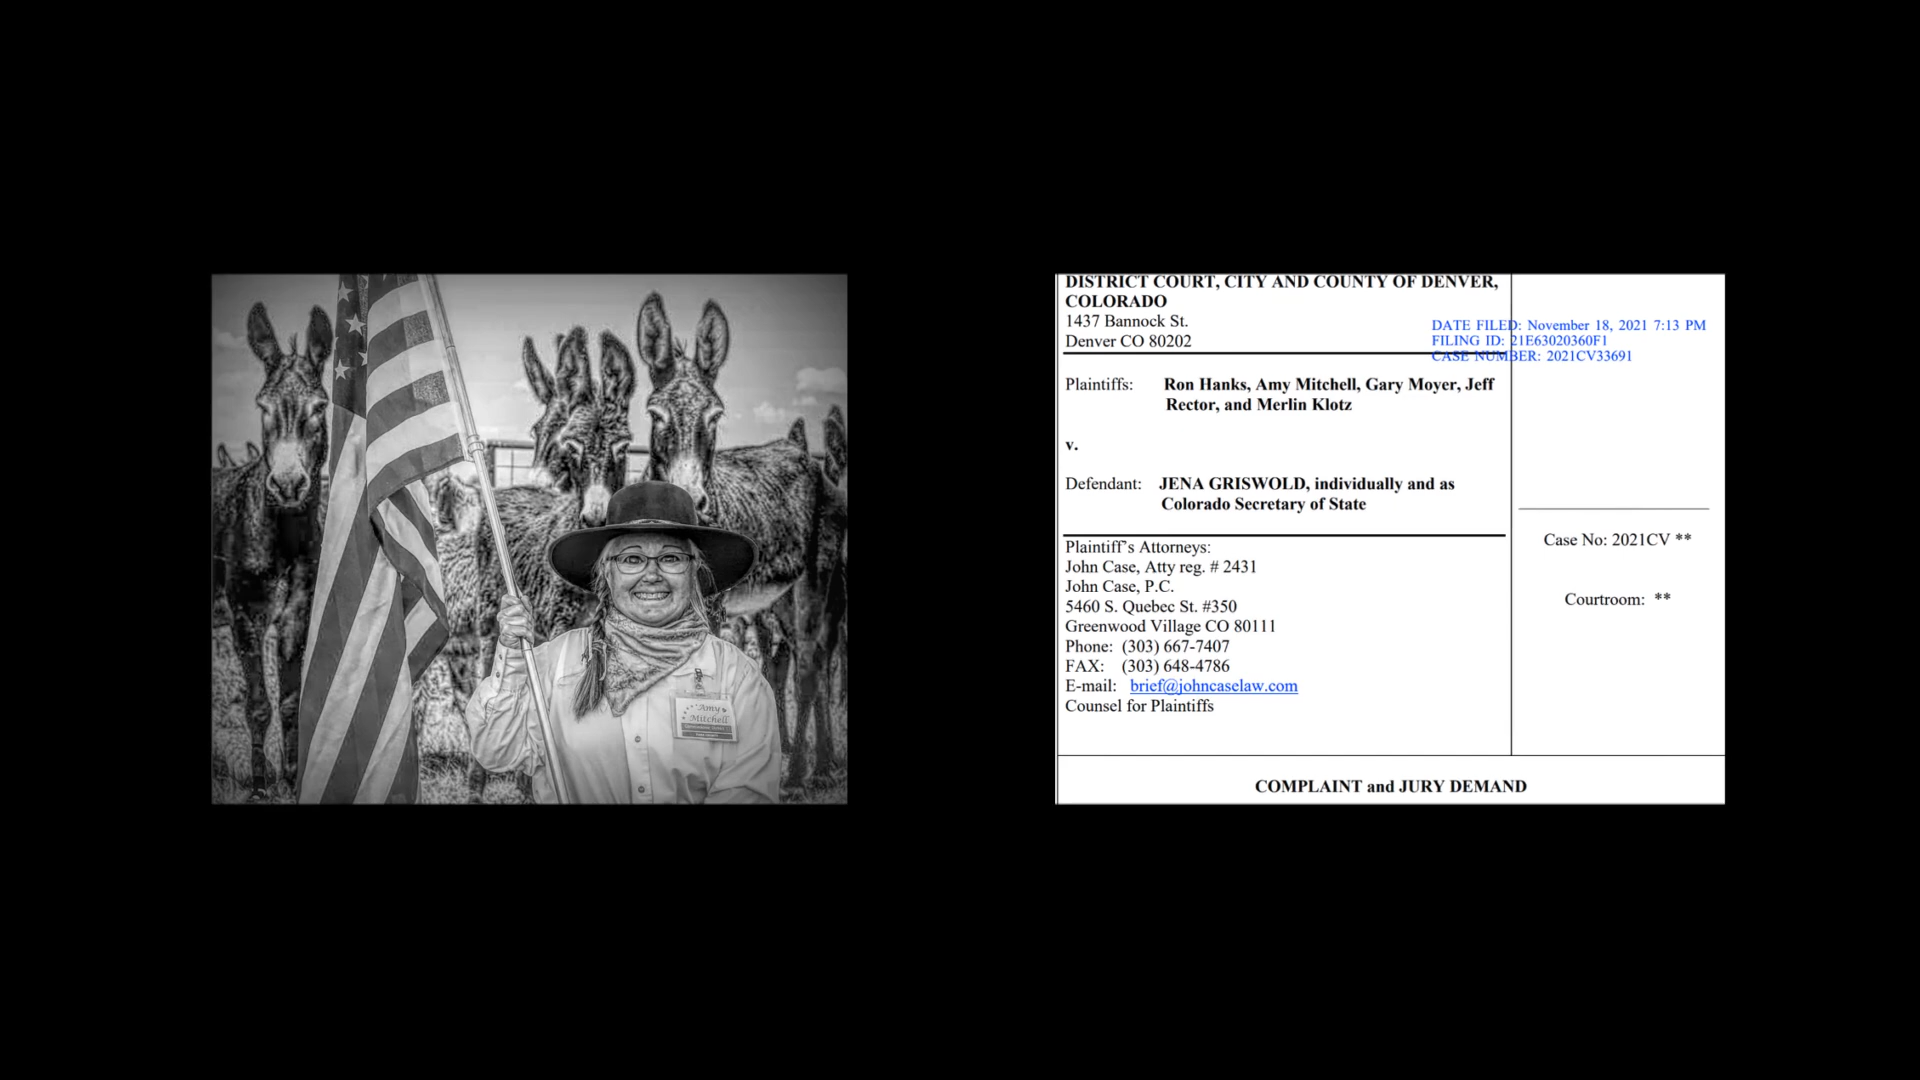 Amy
Mitchell
DISTRICT COURT, CITY AND COUNTY OF DENVER,
COLORADO
1437 Bannock St.
Denver CO 80202
DATE FILED: November 18, 2021 7:13 PM
FILING ID: 21E63020360F1
CASE NUMBER: 2021CV33691
Plaintiffs: Ron Hanks, Amy Mitchell, Gary Moyer, Jeff
Rector, and Merlin Klotz
v.
Defendant: JENA GRISWOLD, individually and as
Colorado Secretary of State
Plaintiff's Attorneys:
John Case, Atty reg. # 2431
John Case, P.C.
5460 S. Quebec St. #350
Greenwood Village CO 80111
Phone: (303) 667-7407
FAX: (303) 648-4786
E-mail: brief@johncaselaw.com
Counsel for Plaintiffs
Case No: 2021CV **
Courtroom: **
COMPLAINT and JURY DEMAND